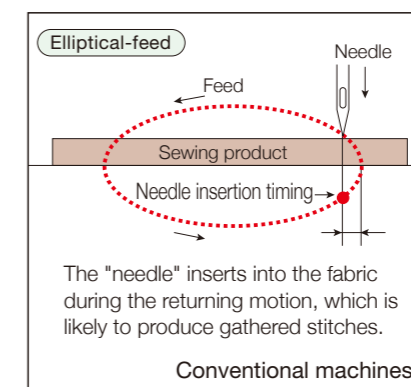 Elliptical-feed
Needle
Feed
Sewing product
Needle insertion timing
The "needle" inserts into the fabric
during the returning motion, which is
likely to produce gathered stitches.
Conventional machines